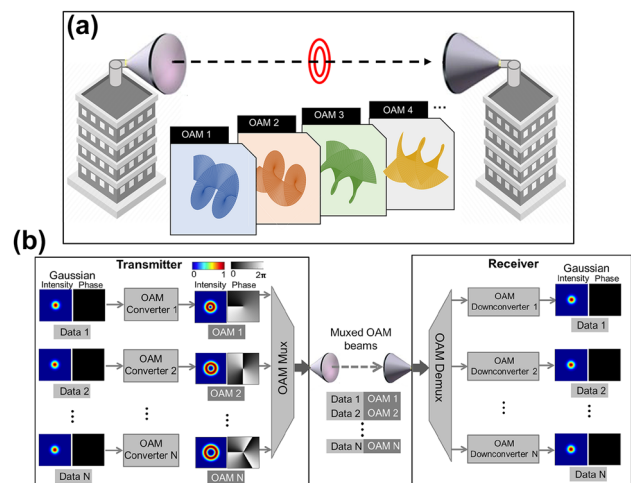 (a)
OAM 1
OAM 2
OAM 3
OAM 4
...
(b)
Transmitter
0 1 0 2π
Gaussian
Intensity Phase
Intensity Phase
Data 1
OAM
Converter 1
OAM 1
Data 2
OAM
Converter 2
OAM 2
...
Data N
OAM
Converter N
OAM N
OAM Mux
Muxed OAM
beams
Data 1 OAM 1
Data 2 OAM 2
...
Data N OAM N
Receiver
OAM Demux
OAM
Downconverter 1
OAM
Downconverter 2
...
OAM
Downconverter N
Gaussian
Intensity Phase
Data 1
Data 2
...
Data N